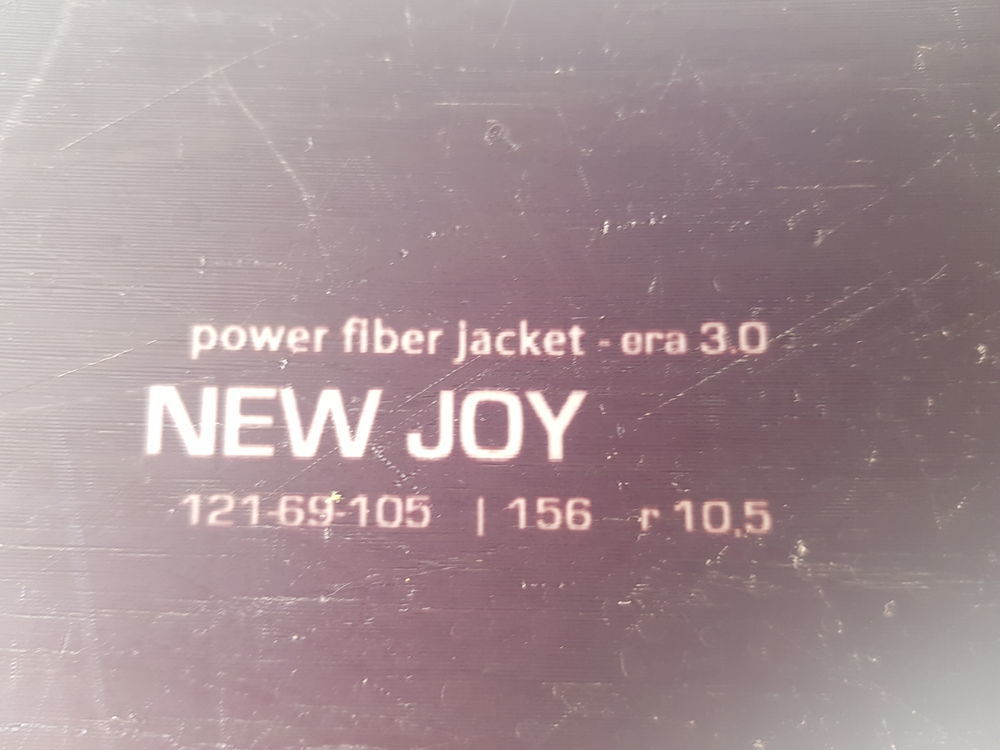 power fiber jacket - era 3.0
NEW JOY
121-69-105 | 156 r 10,5